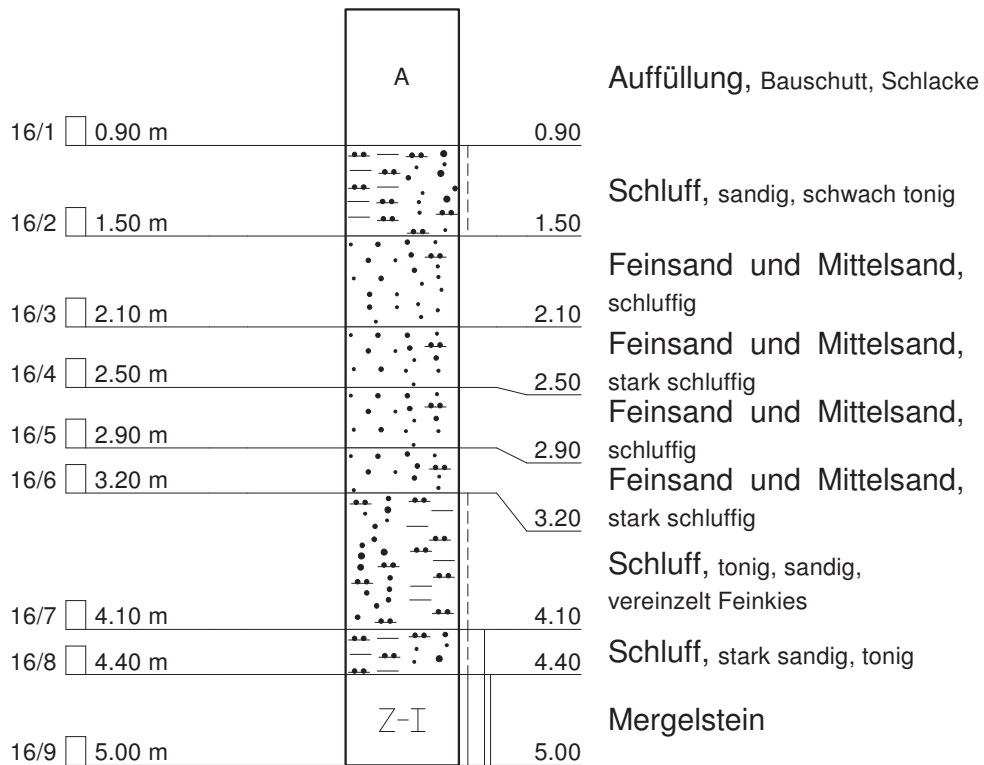 A
Auffüllung, Bauschutt, Schlacke
16/1 0.90 m 0.90
Schluff, sandig, schwach tonig
16/2 1.50 m 1.50
Feinsand und Mittelsand,
schluffig
16/3 2.10 m 2.10
Feinsand und Mittelsand,
stark schluffig
16/4 2.50 m 2.50
Feinsand und Mittelsand,
schluffig
16/5 2.90 m 2.90
Feinsand und Mittelsand,
stark schluffig
16/6 3.20 m 3.20
Schluff, tonig, sandig,
vereinzelt Feinkies
16/7 4.10 m 4.10
Schluff, stark sandig, tonig
16/8 4.40 m 4.40
Z-I
Mergelstein
16/9 5.00 m 5.00